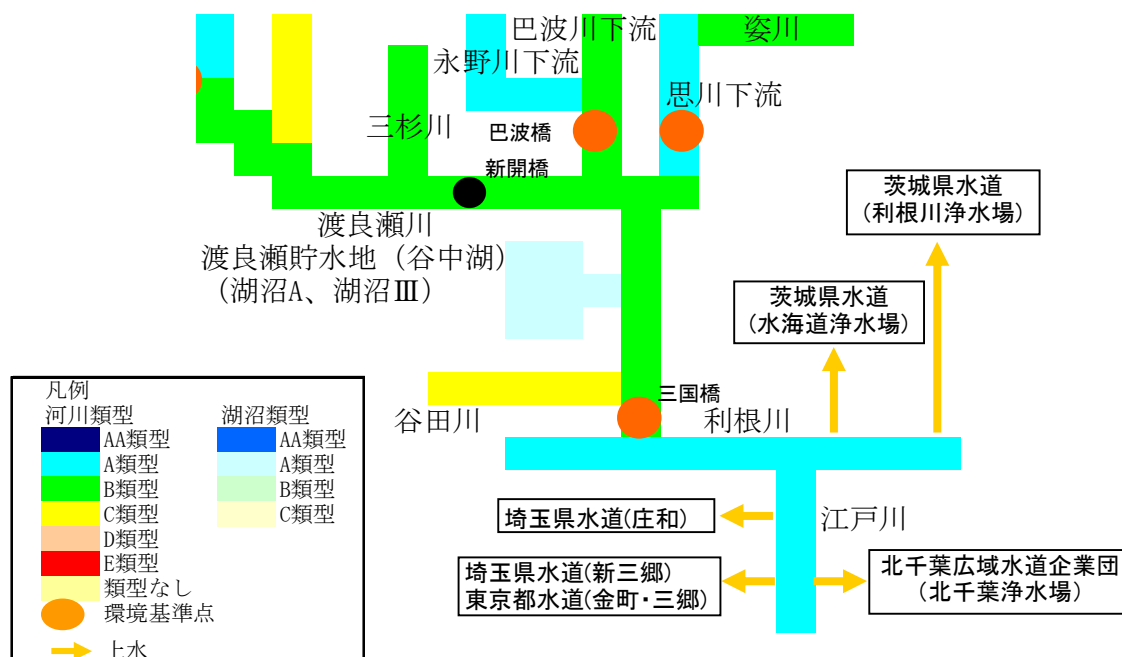 巴波川下流
姿川
永野川下流
思川下流
三杉川
巴波橋
新開橋
茨城県水道
(利根川浄水場)
渡良瀬川
渡良瀬貯水地（谷中湖）
（湖沼A、湖沼Ⅲ）
茨城県水道
(水海道浄水場)
三国橋
谷田川
利根川
凡例
河川類型
湖沼類型
AA類型
AA類型
A類型
A類型
B類型
B類型
C類型
C類型
D類型
E類型
類型なし
環境基準点
上水
埼玉県水道(庄和)
江戸川
埼玉県水道(新三郷)
東京都水道(金町・三郷)
北千葉広域水道企業団
(北千葉浄水場)